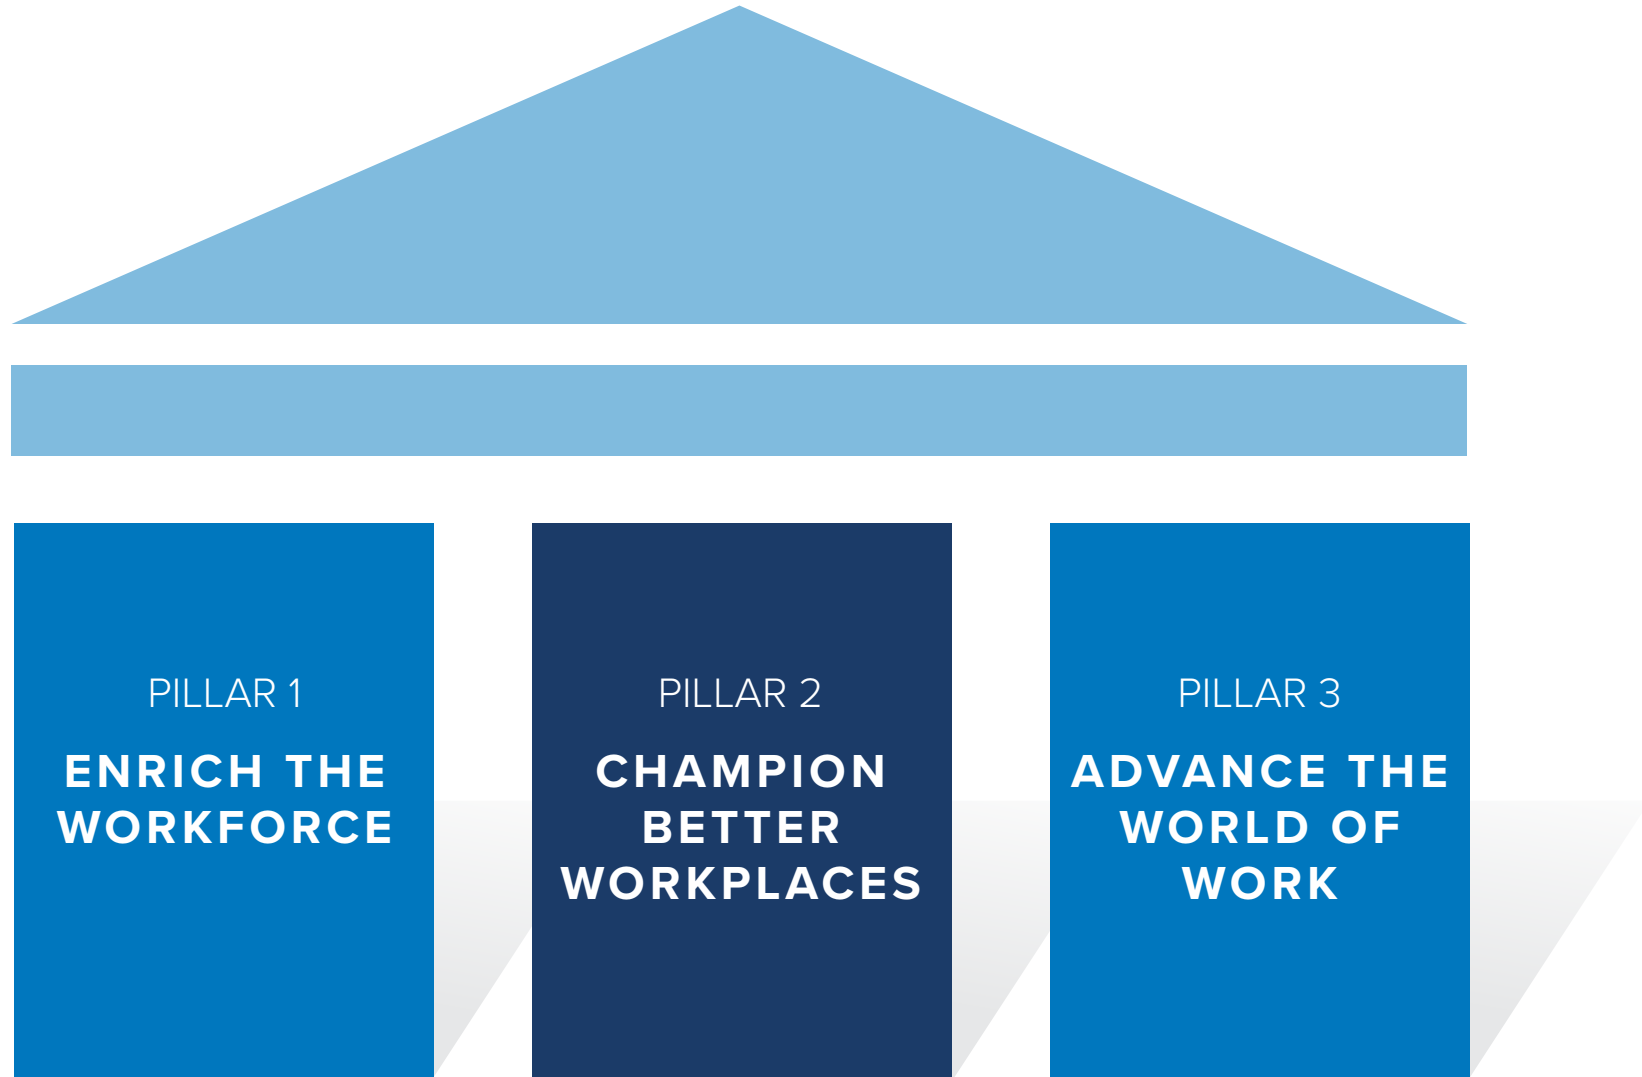 PILLAR 1
ENRICH THE
WORKFORCE
PILLAR 2
CHAMPION
BETTER
WORKPLACES
PILLAR 3
ADVANCE THE
WORLD OF
WORK